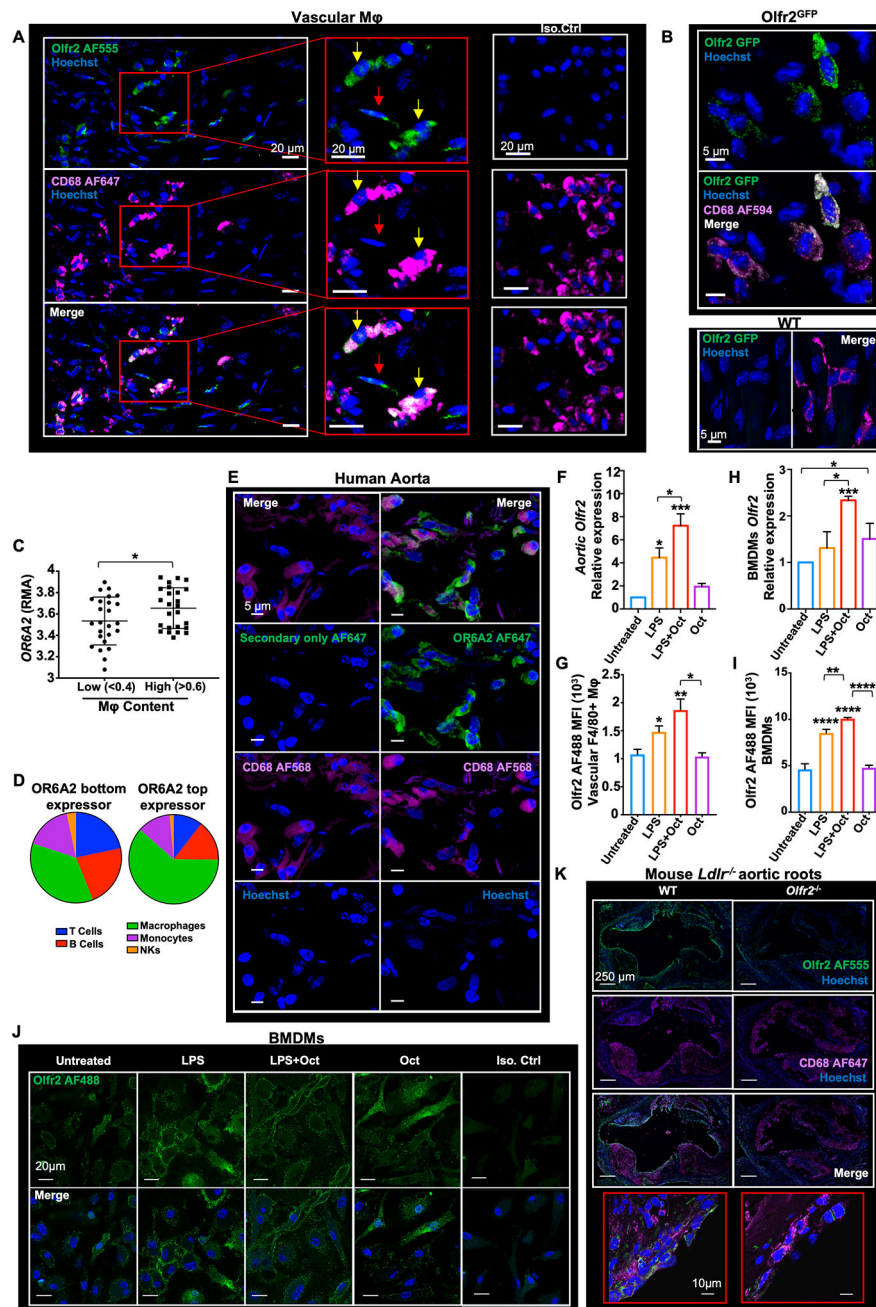 Vascular Mφ
A
Olfr2 AF555
Hoechst
20 µm
20 µm
Iso.Ctrl
20 µm
CD68 AF647
Hoechst
Merge
Olfr2GFP
B
Olfr2 GFP
Hoechst
5 µm
Olfr2 GFP
CD68 AF594
Merge
WT
Olfr2 GFP
Hoechst
Merge
5 µm
C
OR6A2 (RMA)
4
3.8
3.6
3.4
3.2
3
*
Low (<0.4)
High (>0.6)
Mφ Content
D
OR6A2 bottom
expressor
OR6A2 top
expressor
T Cells
B Cells
Macrophages
Monocytes
NKs
E
Human Aorta
Merge
Merge
5 µm
Secondary only AF647
OR6A2 AF647
CD68 AF568
CD68 AF568
Hoechst
Hoechst
F
Aortic Olfr2
Relative expression
12
10
8
6
4
2
0
*
*
***
Untreated
LPS
LPS+Oct
Oct
H
BMDMs Olfr2
Relative expression
3.0
2.0
1.0
0
*
*
***
Untreated
LPS
LPS+Oct
Oct
G
Olfr2 AF488 MFI (10³)
Vascular F4/80+ Mφ
2.5
2
1.5
1
0.5
0
*
**
*
Untreated
LPS
LPS+Oct
Oct
I
Olfr2 AF488 MFI (10³)
BMDMs
15
10
5
0
**
****
****
****
Untreated
LPS
LPS+Oct
Oct
J
BMDMs
Untreated
LPS
LPS+Oct
Oct
Iso. Ctrl
Olfr2 AF488
20µm
Merge
K
Mouse Ldlr-/- aortic roots
WT
Olfr2-/-
250 µm
Olfr2 AF555
Hoechst
CD68 AF647
Hoechst
Merge
10µm